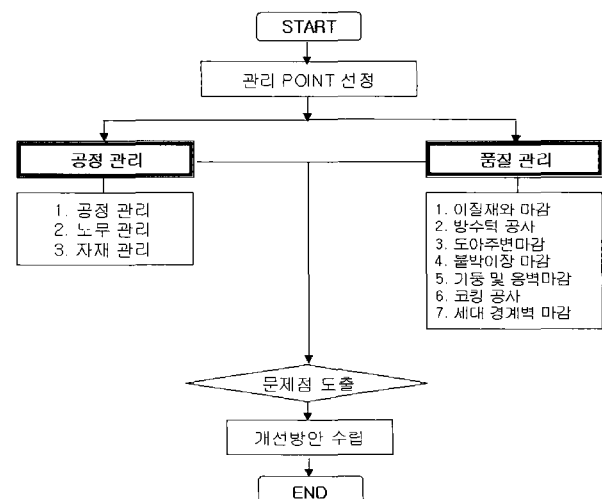 START
관리 POINT 선정
공정 관리
1. 공정 관리
2. 노무 관리
3. 자재 관리
품질 관리
1. 이질재와 마감
2. 방수턱 공사
3. 도아주변마감
4. 붙박이장 마감
5. 기둥 및 옹벽마감
6. 코킹 공사
7. 세대 경계벽 마감
문제점 도출
개선방안 수립
END